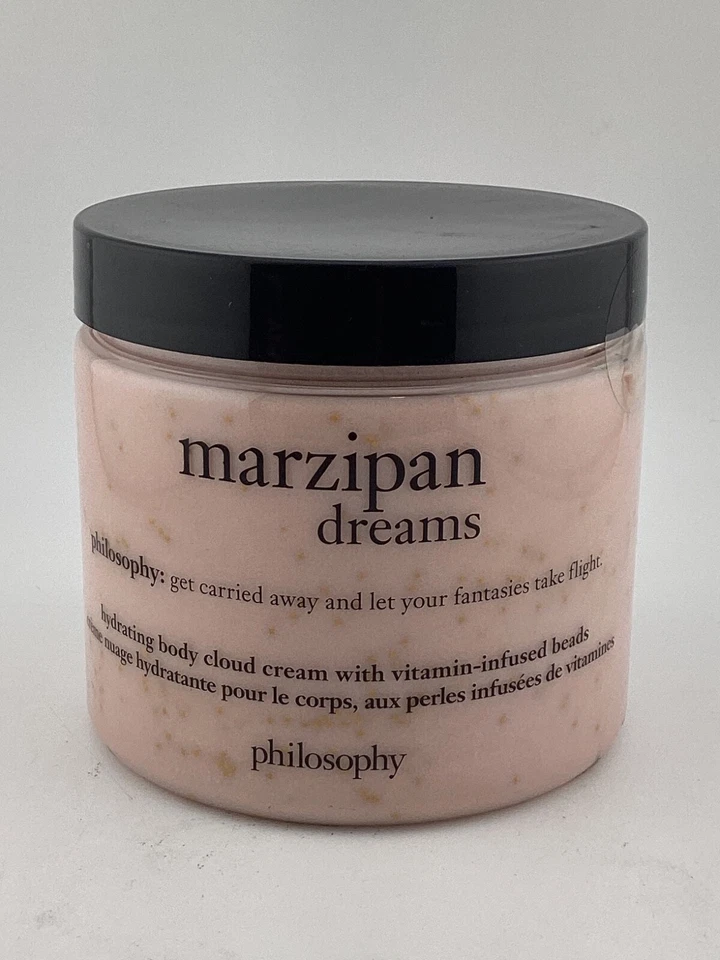 marzipan
dreams
philosophy: get carried away and let your fantasies take flight.
hydrating body cloud cream with vitamin-infused beads
nuage hydratante pour le corps, aux perles infusées de vitamines
philosophy